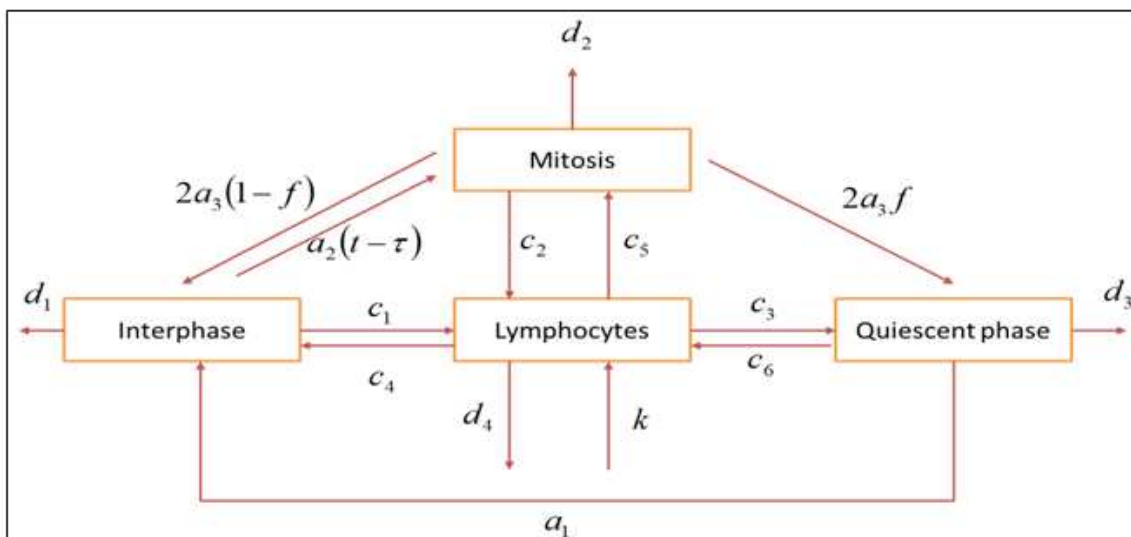 d₂
Mitosis
2a₃(1− f)
a₂(t−τ)
2a₃f
c₂
c₅
d₁
Interphase
c₁
c₄
Lymphocytes
c₃
c₆
Quiescent phase
d₃
d₄
k
a₁